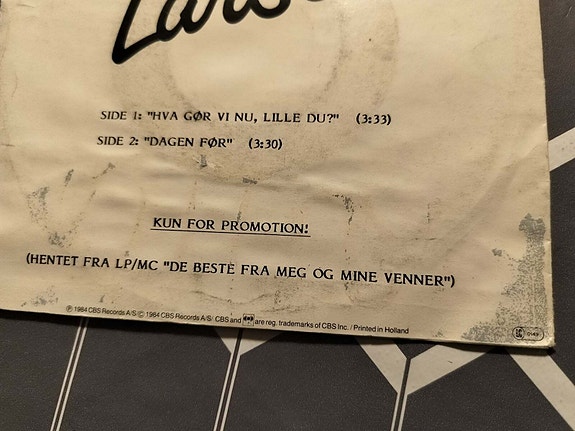 SIDE 1: "HVA GØR VI NU, LILLE DU?" (3:33)
SIDE 2: "DAGEN FØR" (3:30)
KUN FOR PROMOTION!
(HENTET FRA LP/MC "DE BESTE FRA MEG OG MINE VENNER")
℗ 1984 CBS Records A/S © 1984 CBS Records A/S/ CBS and are reg. trademarks of CBS Inc. / Printed in Holland